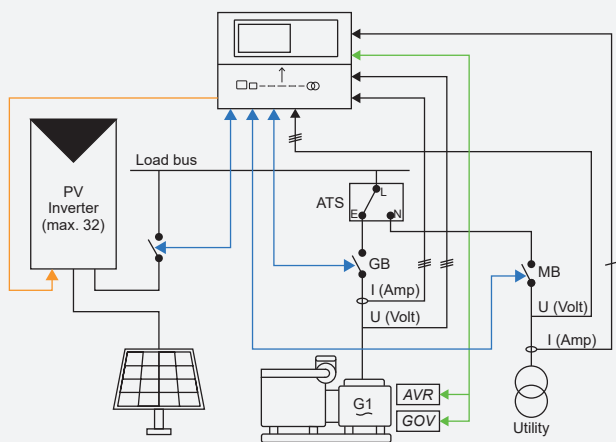 Load bus
PV
Inverter
(max. 32)
ATS
L
E
N
GB
MB
I (Amp)
U (Volt)
U (Volt)
I (Amp)
G1
AVR
GOV
Utility